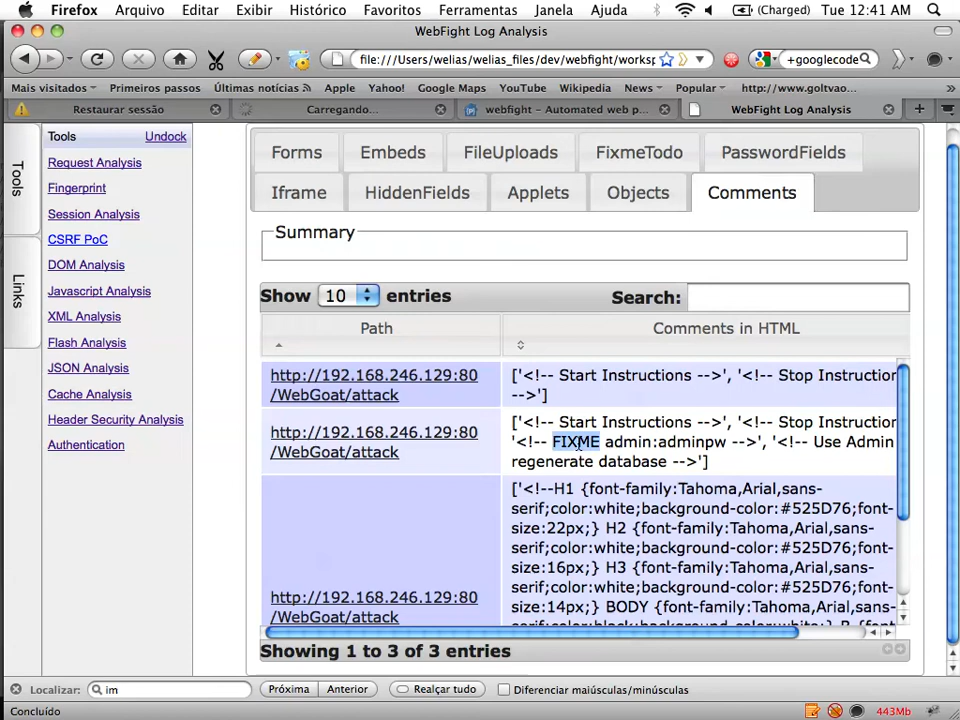 Firefox Arquivo Editar Exibir Histórico Favoritos Ferramentas Janela Ajuda (Charged) Tue 12:41 AM
WebFight Log Analysis
file:///Users/welias/welias_files/dev/webfight/worksp +googlecode
Mais visitados Primeiros passos Últimas notícias Apple Yahoo! Google Maps YouTube Wikipedia News Popular http://www.goltvao...
Restaurar sessão Carregando... webfight – Automated web p... WebFight Log Analysis
Tools
Links
Tools Undock
Request Analysis
Fingerprint
Session Analysis
CSRF PoC
DOM Analysis
Javascript Analysis
XML Analysis
Flash Analysis
JSON Analysis
Cache Analysis
Header Security Analysis
Authentication
Forms Embeds FileUploads FixmeTodo PasswordFields
Iframe HiddenFields Applets Objects Comments
Summary
Show 10 entries Search:
Path Comments in HTML
http://192.168.246.129:80
/WebGoat/attack
['<!-- Start Instructions -->', '<!-- Stop Instruction
-->']
http://192.168.246.129:80
/WebGoat/attack
['<!-- Start Instructions -->', '<!-- Stop Instruction
'<!-- FIXME admin:adminpw -->', '<!-- Use Admin
regenerate database -->']
http://192.168.246.129:80
/WebGoat/attack
['<!--H1 {font-family:Tahoma,Arial,sans-
serif;color:white;background-color:#525D76;font-
size:22px;} H2 {font-family:Tahoma,Arial,sans-
serif;color:white;background-color:#525D76;font-
size:16px;} H3 {font-family:Tahoma,Arial,sans-
serif;color:white;background-color:#525D76;font-
size:14px;} BODY {font-family:Tahoma,Arial,sans-
serif;color:black;background-color:white;} B {font-
Showing 1 to 3 of 3 entries
Localizar: im Próxima Anterior Realçar tudo Diferenciar maiúsculas/minúsculas
Concluído 443Mb